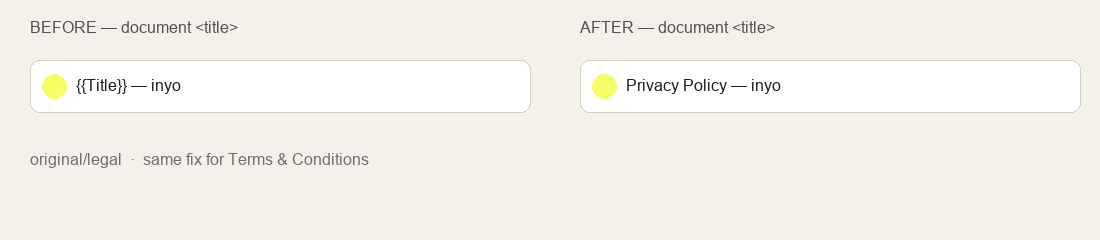 BEFORE — document <title>
AFTER — document <title>
{{Title}} — inyo
Privacy Policy — inyo
original/legal · same fix for Terms & Conditions